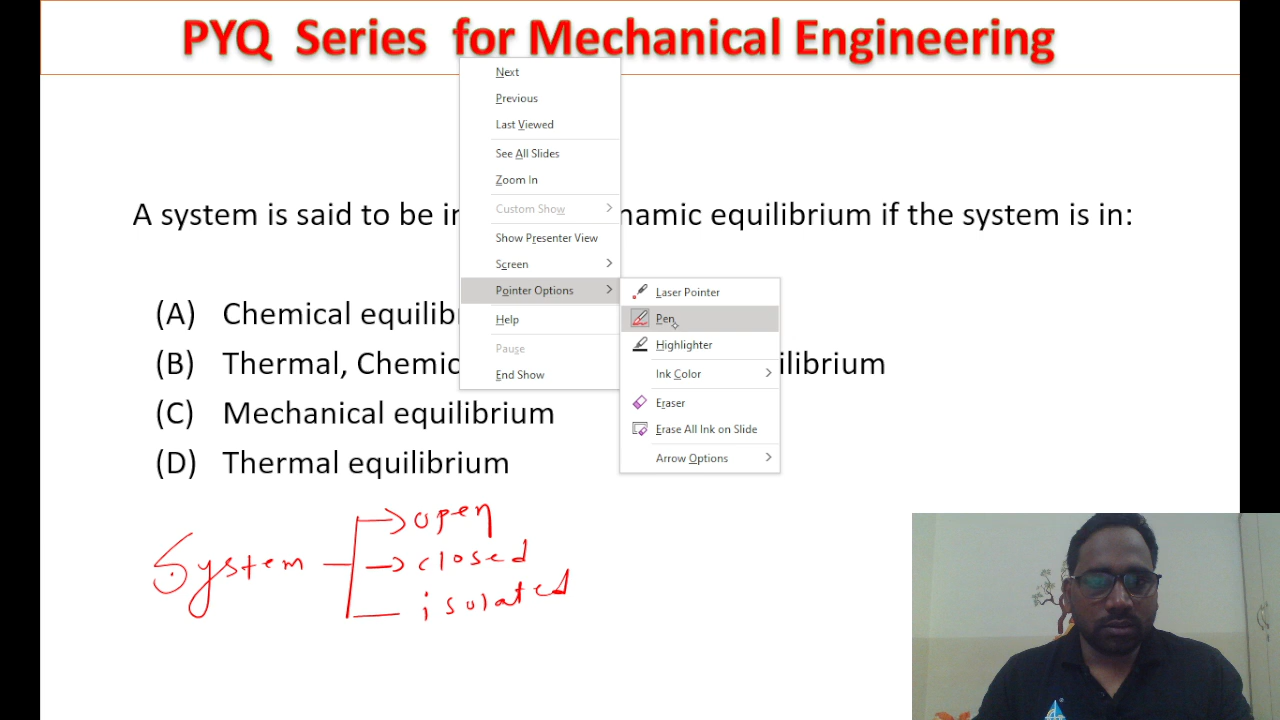 PYQ Series for Mechanical Engineering
Next
Previous
Last Viewed
See All Slides
Zoom In
Custom Show
Show Presenter View
Screen
Pointer Options
Help
Pause
End Show
Laser Pointer
Pen
Highlighter
Ink Color
Eraser
Erase All Ink on Slide
Arrow Options
A system is said to be in namic equilibrium if the system is in:
(A) Chemical equilib
(B) Thermal, Chemic ilibrium
(C) Mechanical equilibrium
(D) Thermal equilibrium
System
open
closed
isolated